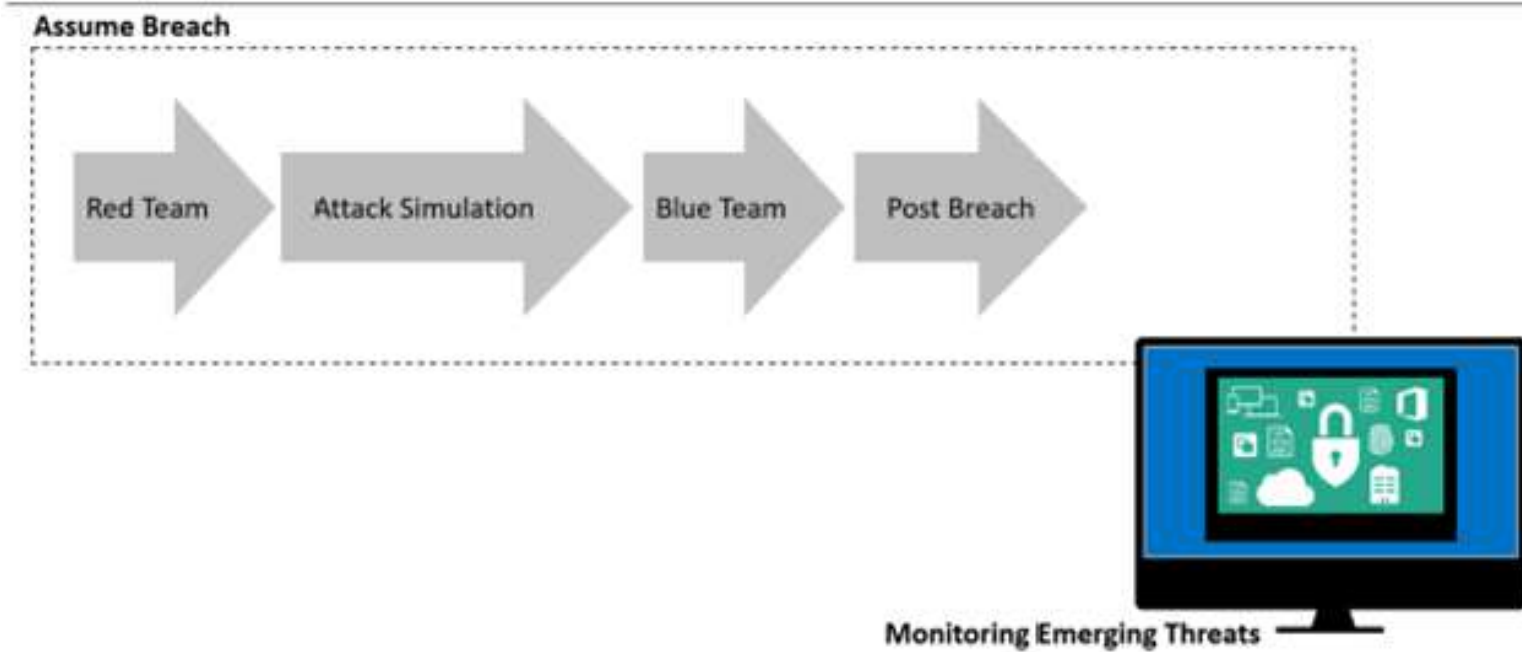 Assume Breach
Red Team
Attack Simulation
Blue Team
Post Breach
Monitoring Emerging Threats